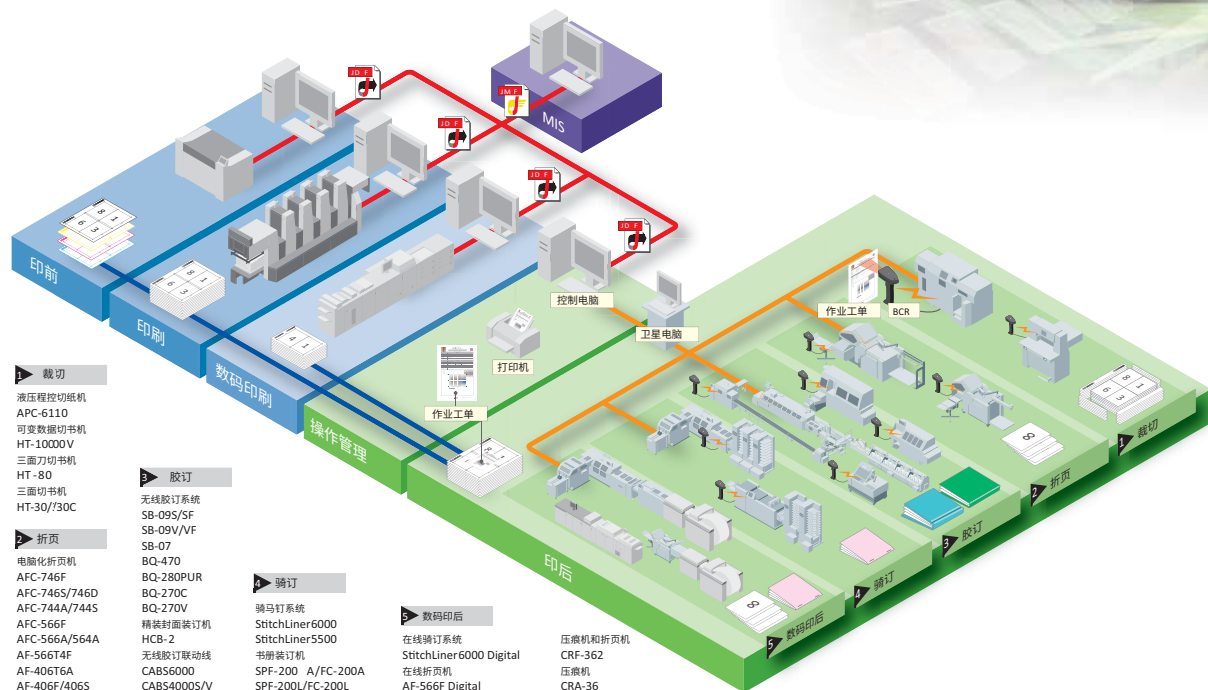 JD F
JM F
MIS
JD F
JD F
JD F
印前
印刷
数码印刷
操作管理
印后
控制电脑
卫星电脑
打印机
作业工单
作业工单
BCR
1 裁切
2 折页
3 胶订
4 骑订
5 数码印后
1 裁切
液压程控切纸机
APC-6110
可变数据切书机
HT-10000V
三面刀切书机
HT-80
三面切书机
HT-30/?30C
2 折页
电脑化折页机
AFC-746F
AFC-746S/746D
AFC-744A/744S
AFC-566F
AFC-566A/564A
AF-566T4F
AF-406T6A
AF-406F/406S
3 胶订
无线胶订系统
SB-09S/SF
SB-09V/VF
SB-07
BQ-470
BQ-280PUR
BQ-270C
BQ-270V
精装封面装订机
HCB-2
无线胶订联动线
CABS6000
CABS4000S/V
4 骑订
骑马钉系统
StitchLiner6000
StitchLiner5500
书册装订机
SPF-200 A/FC-200A
SPF-200L/FC-200L
5 数码印后
在线骑订系统
StitchLiner6000 Digital
在线折页机
AF-566F Digital
压痕机和折页机
CRF-362
压痕机
CRA-36